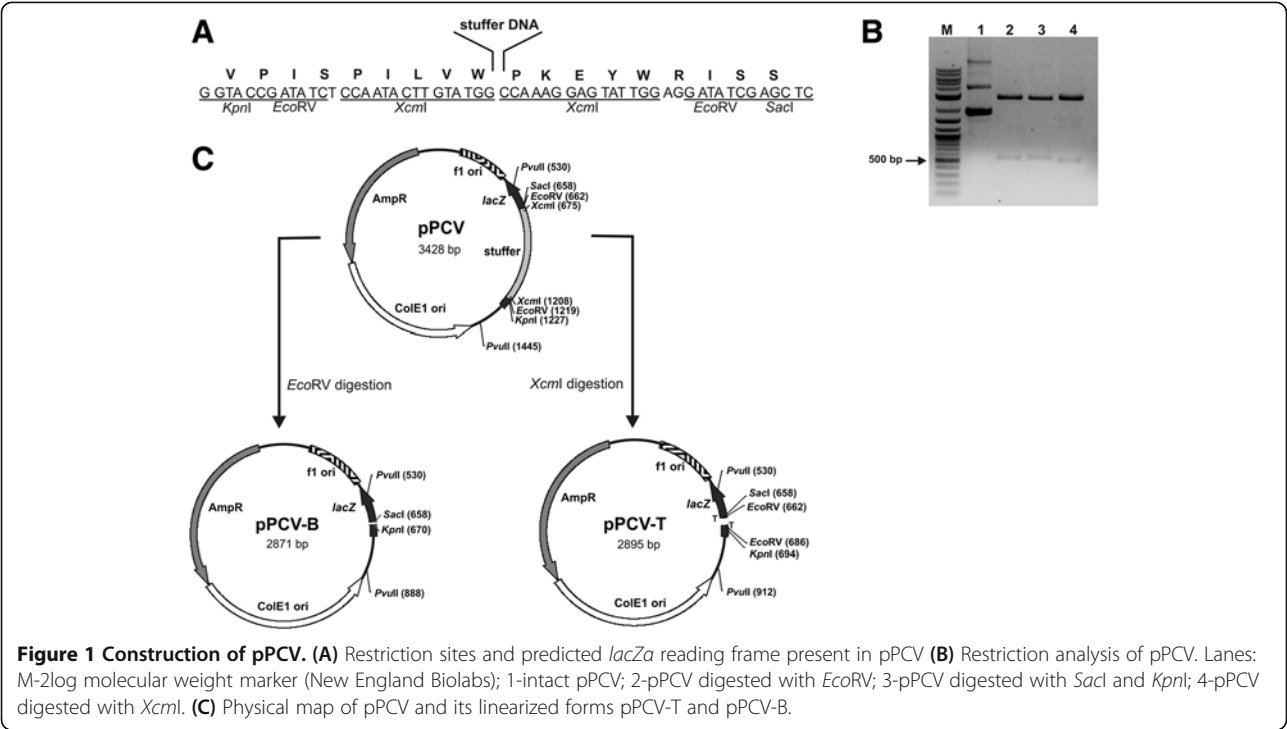 A
stuffer DNA
V P I S P I L V W P K E Y W R I S S
G GTA CCG ATA TCT CCA ATA CTT GTA TGG CCA AAG GAG TAT TGG AGG ATA TCG AGC TC
KpnI EcoRV XcmI XcmI EcoRV SacI
B
M 1 2 3 4
500 bp
C
f1 ori
PvuII (530)
SacI (658)
EcoRV (662)
XcmI (675)
lacZ
AmpR
pPCV
3428 bp
stuffer
XcmI (1208)
EcoRV (1219)
KpnI (1227)
ColE1 ori
PvuII (1445)
EcoRV digestion
XcmI digestion
f1 ori
PvuII (530)
AmpR
lacZ
SacI (658)
KpnI (670)
pPCV-B
2871 bp
PvuII (888)
ColE1 ori
f1 ori
PvuII (530)
AmpR
lacZ
SacI (658)
EcoRV (662)
T T
pPCV-T
2895 bp
EcoRV (686)
KpnI (694)
PvuII (912)
ColE1 ori
Figure 1 Construction of pPCV. (A) Restriction sites and predicted lacZα reading frame present in pPCV (B) Restriction analysis of pPCV. Lanes:
M-2log molecular weight marker (New England Biolabs); 1-intact pPCV; 2-pPCV digested with EcoRV; 3-pPCV digested with SacI and KpnI; 4-pPCV
digested with XcmI. (C) Physical map of pPCV and its linearized forms pPCV-T and pPCV-B.